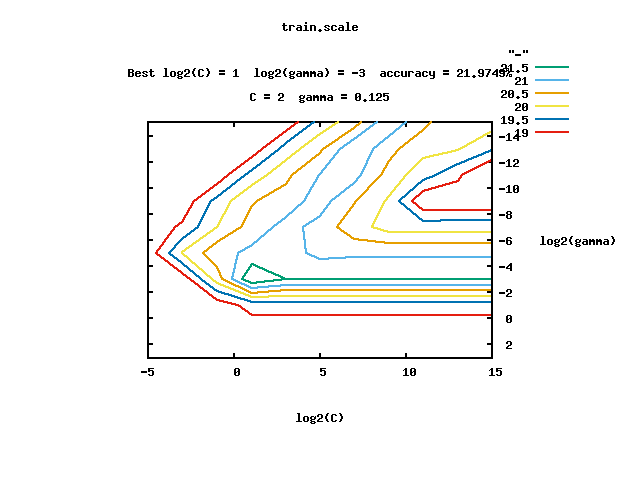 train.scale
"-"
Best log2(C) = 1 log2(gamma) = -3 accuracy = 21.9749%
21.5
21
C = 2 gamma = 0.125
20.5
20
19.5
19
-14
-12
-10
-8
-6
log2(gamma)
-4
-2
0
2
-5 0 5 10 15
log2(C)